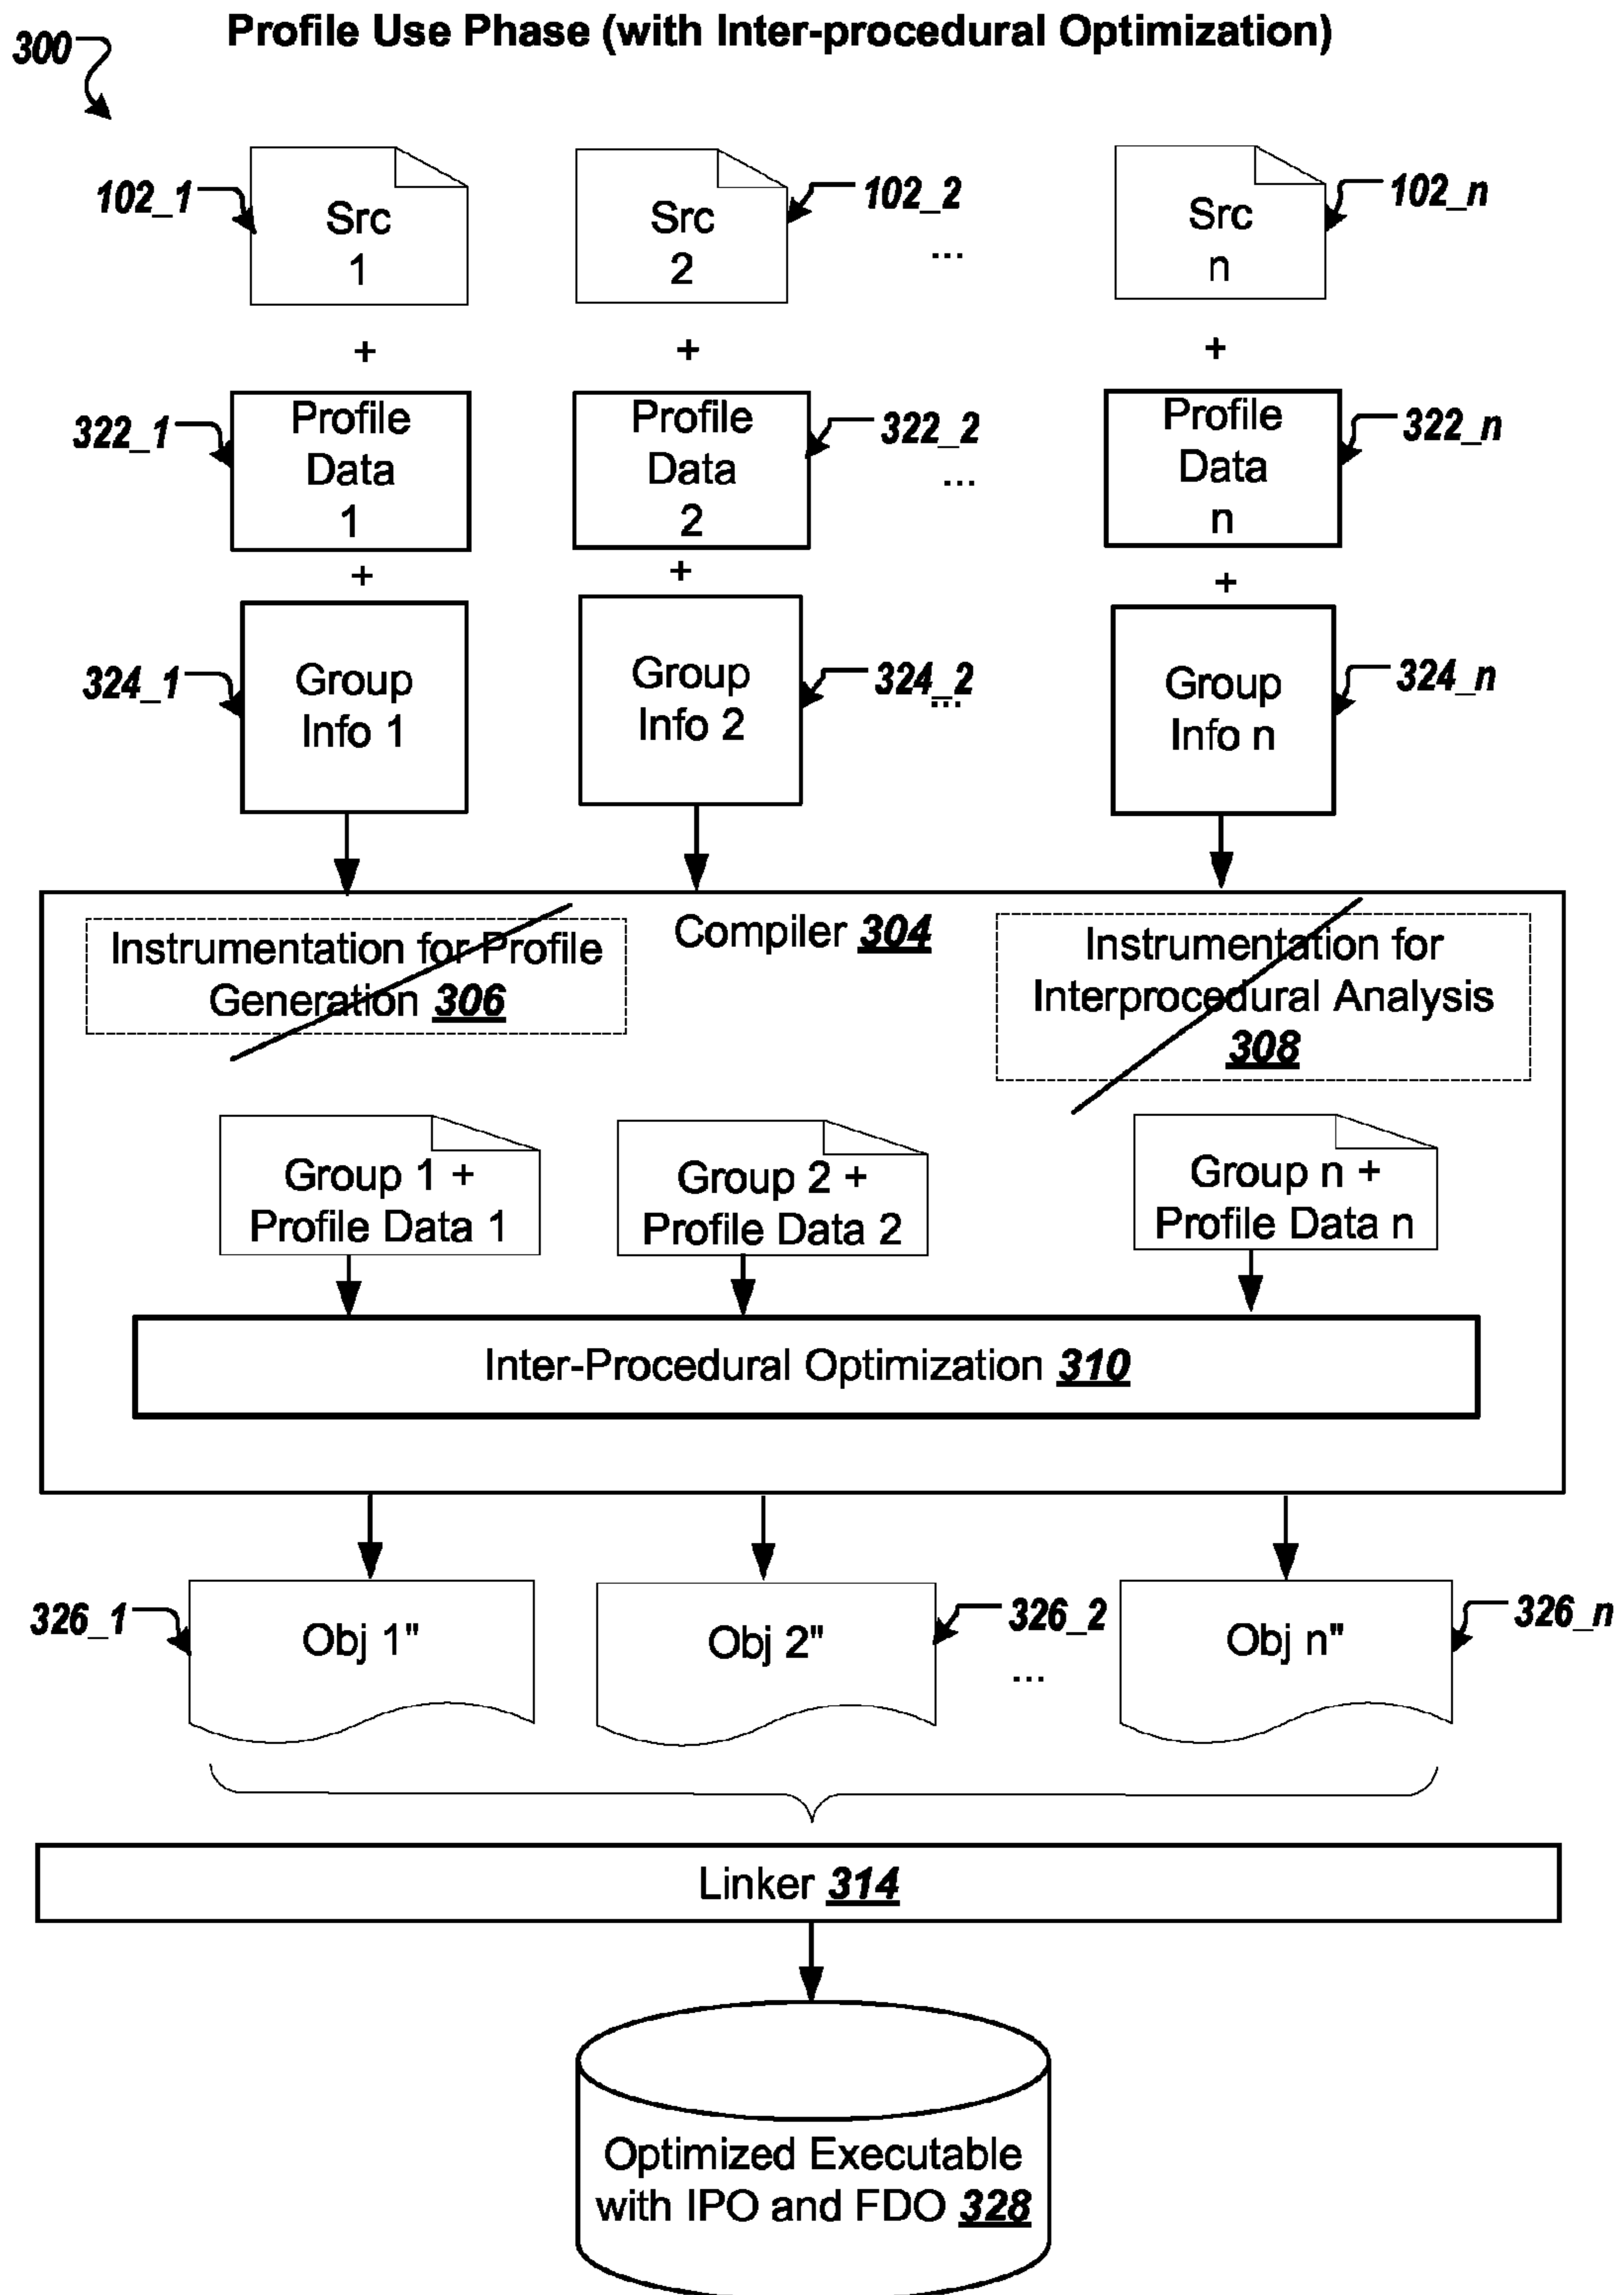 Profile Use Phase (with Inter-procedural Optimization)
300
102_1
Src
1
Src
2
102_2
...
Src
n
102_n
+
+
+
322_1
Profile
Data
1
Profile
Data
2
322_2
...
Profile
Data
n
322_n
+
+
+
324_1
Group
Info 1
Group
Info 2
324_2
...
Group
Info n
324_n
Compiler 304
Instrumentation for Profile
Generation 306
Instrumentation for
Interprocedural Analysis
308
Group 1 +
Profile Data 1
Group 2 +
Profile Data 2
Group n +
Profile Data n
Inter-Procedural Optimization 310
326_1
Obj 1"
Obj 2"
326_2
...
Obj n"
326_n
Linker 314
Optimized Executable
with IPO and FDO 328